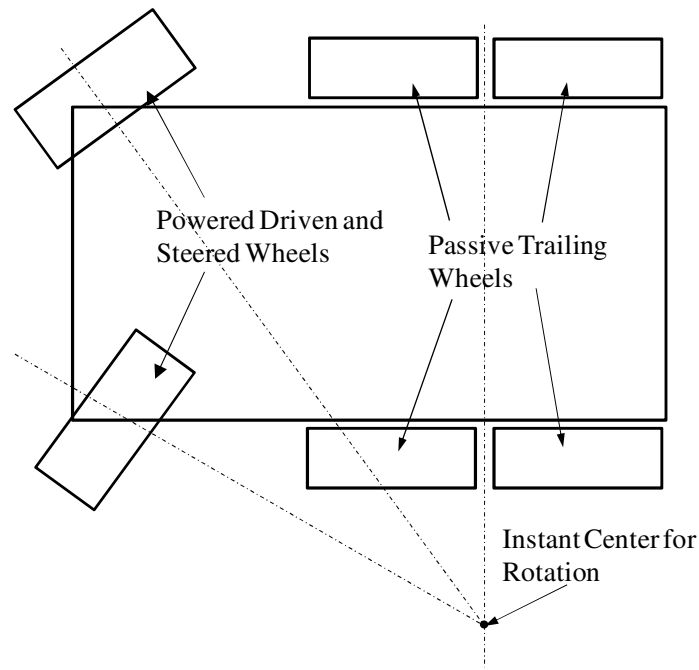 Powered Driven and
Steered Wheels
Passive Trailing
Wheels
Instant Center for
Rotation